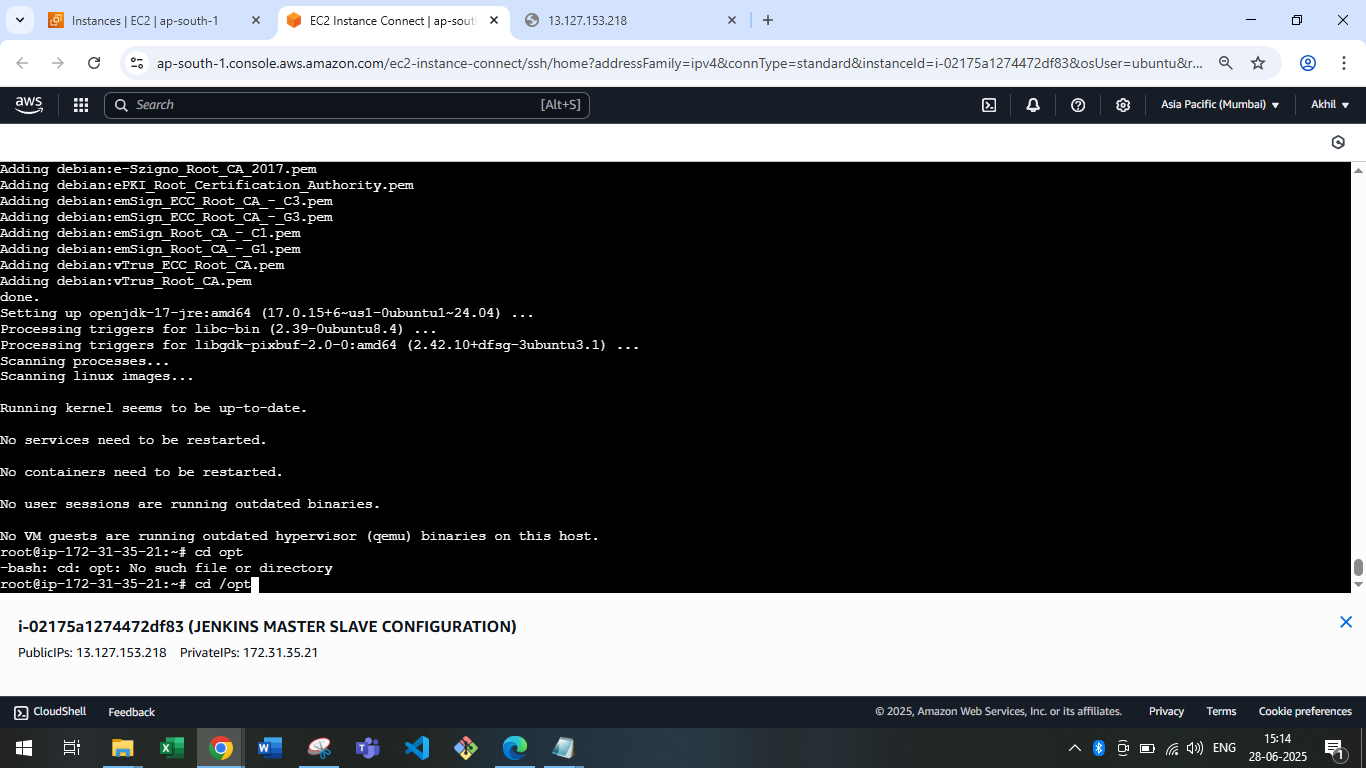 Instances | EC2 | ap-south-1
EC2 Instance Connect | ap-sout
13.127.153.218
ap-south-1.console.aws.amazon.com/ec2-instance-connect/ssh/home?addressFamily=ipv4&connType=standard&instanceId=i-02175a1274472df83&osUser=ubuntu&r...
aws
Search
[Alt+S]
Asia Pacific (Mumbai)
Akhil
Adding debian:e-Szigno_Root_CA_2017.pem
Adding debian:ePKI_Root_Certification_Authority.pem
Adding debian:emSign_ECC_Root_CA_-_C3.pem
Adding debian:emSign_ECC_Root_CA_-_G3.pem
Adding debian:emSign_Root_CA_-_C1.pem
Adding debian:emSign_Root_CA_-_G1.pem
Adding debian:vTrus_ECC_Root_CA.pem
Adding debian:vTrus_Root_CA.pem
done.
Setting up openjdk-17-jre:amd64 (17.0.15+6~us1-0ubuntu1~24.04) ...
Processing triggers for libc-bin (2.39-0ubuntu8.4) ...
Processing triggers for libgdk-pixbuf-2.0-0:amd64 (2.42.10+dfsg-3ubuntu3.1) ...
Scanning processes...
Scanning linux images...
Running kernel seems to be up-to-date.
No services need to be restarted.
No containers need to be restarted.
No user sessions are running outdated binaries.
No VM guests are running outdated hypervisor (qemu) binaries on this host.
root@ip-172-31-35-21:~# cd opt
-bash: cd: opt: No such file or directory
root@ip-172-31-35-21:~# cd /opt
i-02175a1274472df83 (JENKINS MASTER SLAVE CONFIGURATION)
PublicIPs: 13.127.153.218 PrivateIPs: 172.31.35.21
CloudShell Feedback
© 2025, Amazon Web Services, Inc. or its affiliates. Privacy Terms Cookie preferences
ENG
15:14
28-06-2025
1